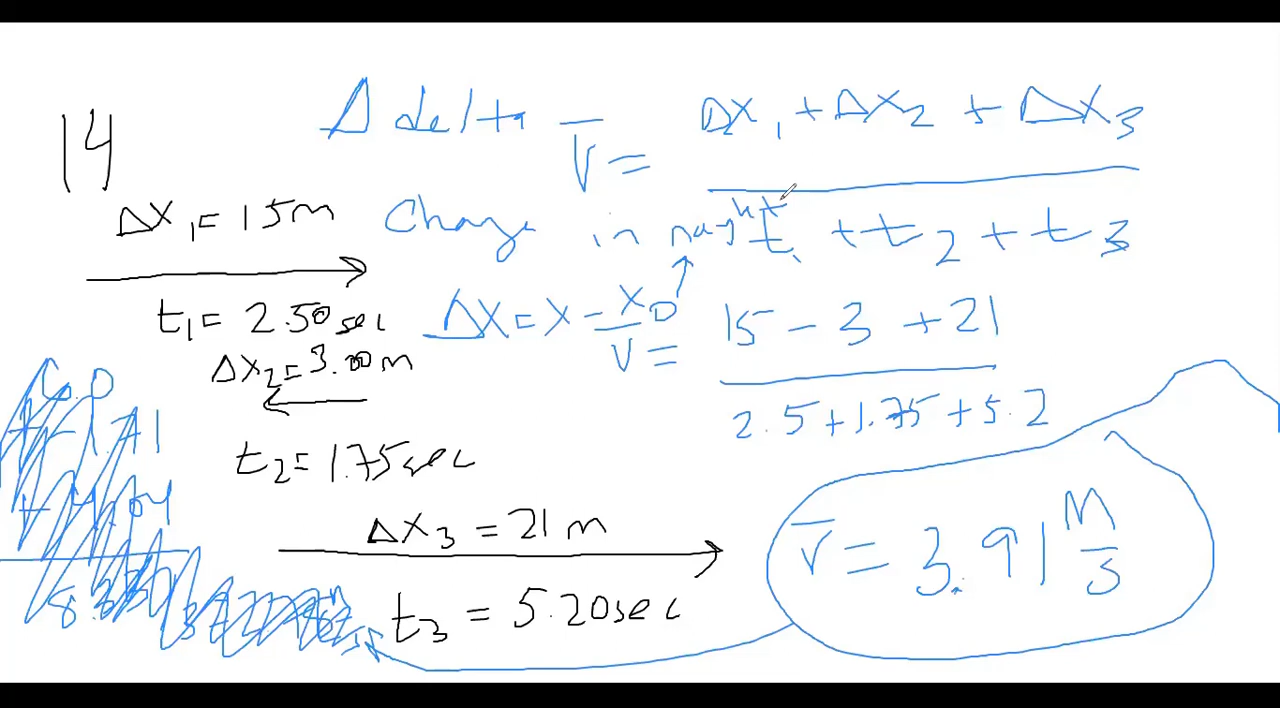 14
Δ delta
V̅ = ΔX₁ + ΔX₂ + ΔX₃
t₁ + t₂ + t₃
ΔX₁ = 15 m
Change in
t₁ = 2.50 sec
ΔX = X - X₀
V̅ = 15 - 3 + 21
2.5 + 1.75 + 5.2
ΔX₂ = 3.00 m
t₂ = 1.75 sec
ΔX₃ = 21 m
t₃ = 5.20 sec
V̅ = 3.91 M
s